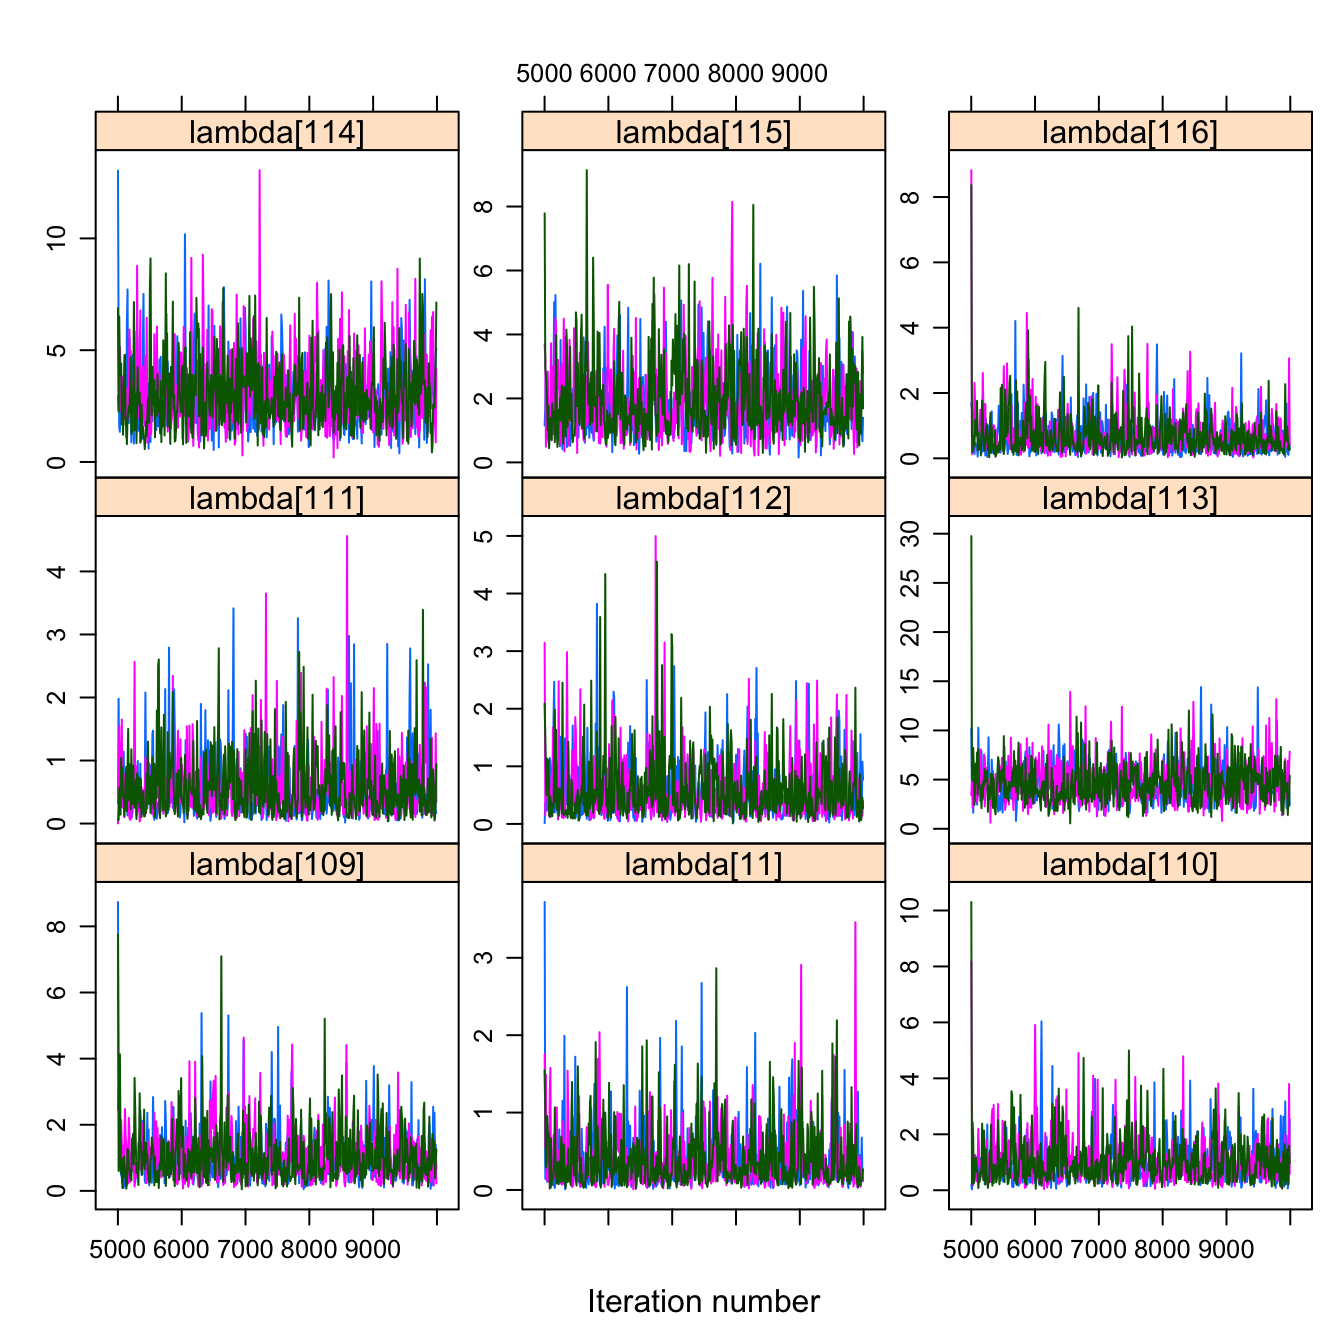 5000 6000 7000 8000 9000
lambda[114] lambda[115] lambda[116]
0 5 10
0 2 4 6 8
0 2 4 6 8
lambda[111] lambda[112] lambda[113]
0 1 2 3 4
0 1 2 3 4 5
0 5 10 15 20 25 30
lambda[109] lambda[11] lambda[110]
0 2 4 6 8
0 1 2 3
0 2 4 6 8 10
5000 6000 7000 8000 9000 5000 6000 7000 8000 9000
Iteration number